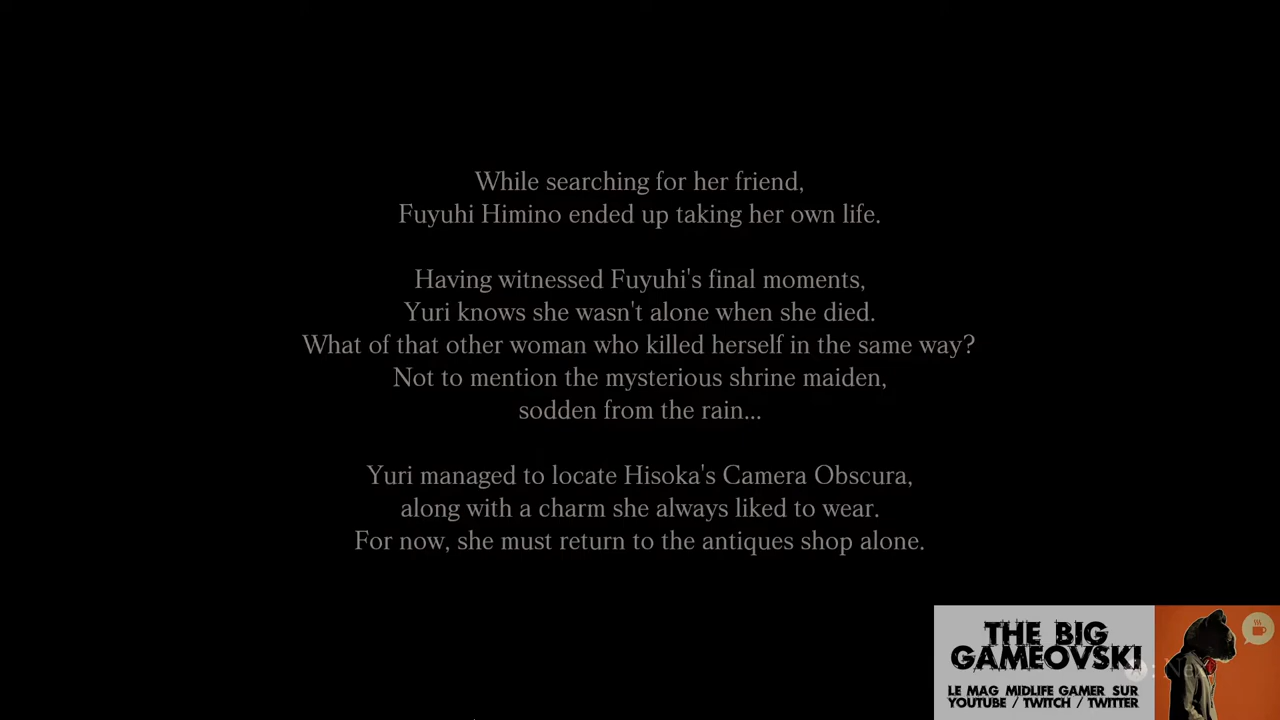 While searching for her friend,
Fuyuhi Himino ended up taking her own life.
Having witnessed Fuyuhi's final moments,
Yuri knows she wasn't alone when she died.
What of that other woman who killed herself in the same way?
Not to mention the mysterious shrine maiden,
sodden from the rain...
Yuri managed to locate Hisoka's Camera Obscura,
along with a charm she always liked to wear.
For now, she must return to the antiques shop alone.
THE BIG
GAMEOVSKI
LE MAG MIDLIFE GAMER SUR
YOUTUBE / TWITCH / TWITTER